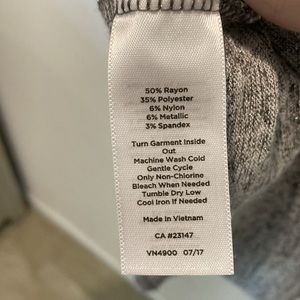 50% Rayon
35% Polyester
6% Nylon
6% Metallic
3% Spandex
Turn Garment Inside
Out
Machine Wash Cold
Gentle Cycle
Only Non-Chlorine
Bleach When Needed
Tumble Dry Low
Cool Iron If Needed
Made in Vietnam
CA #23147
VN4900 07/17